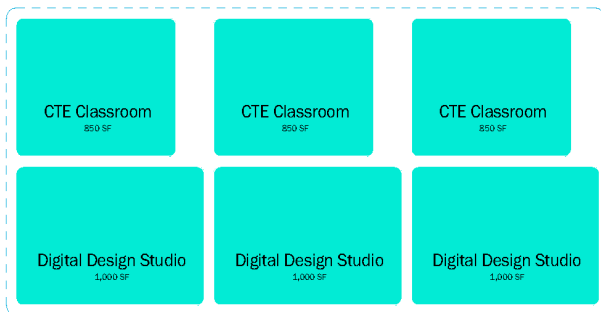 CTE Classroom
850 SF
CTE Classroom
850 SF
CTE Classroom
850 SF
Digital Design Studio
1,000 SF
Digital Design Studio
1,000 SF
Digital Design Studio
1,000 SF